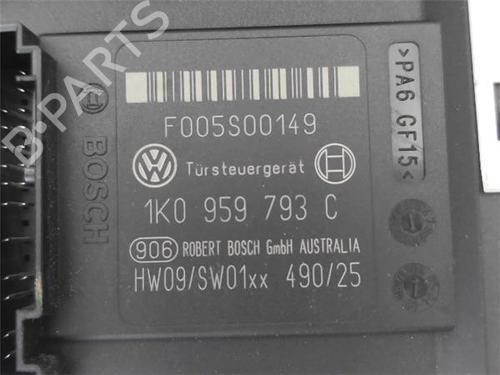 F005S00149
Türsteuergerät
1K0 959 793 C
906 ROBERT BOSCH GmbH AUSTRALIA
HW09/SW01xx 490/25
BOSCH
>PA6 GF15<
B-PARTS